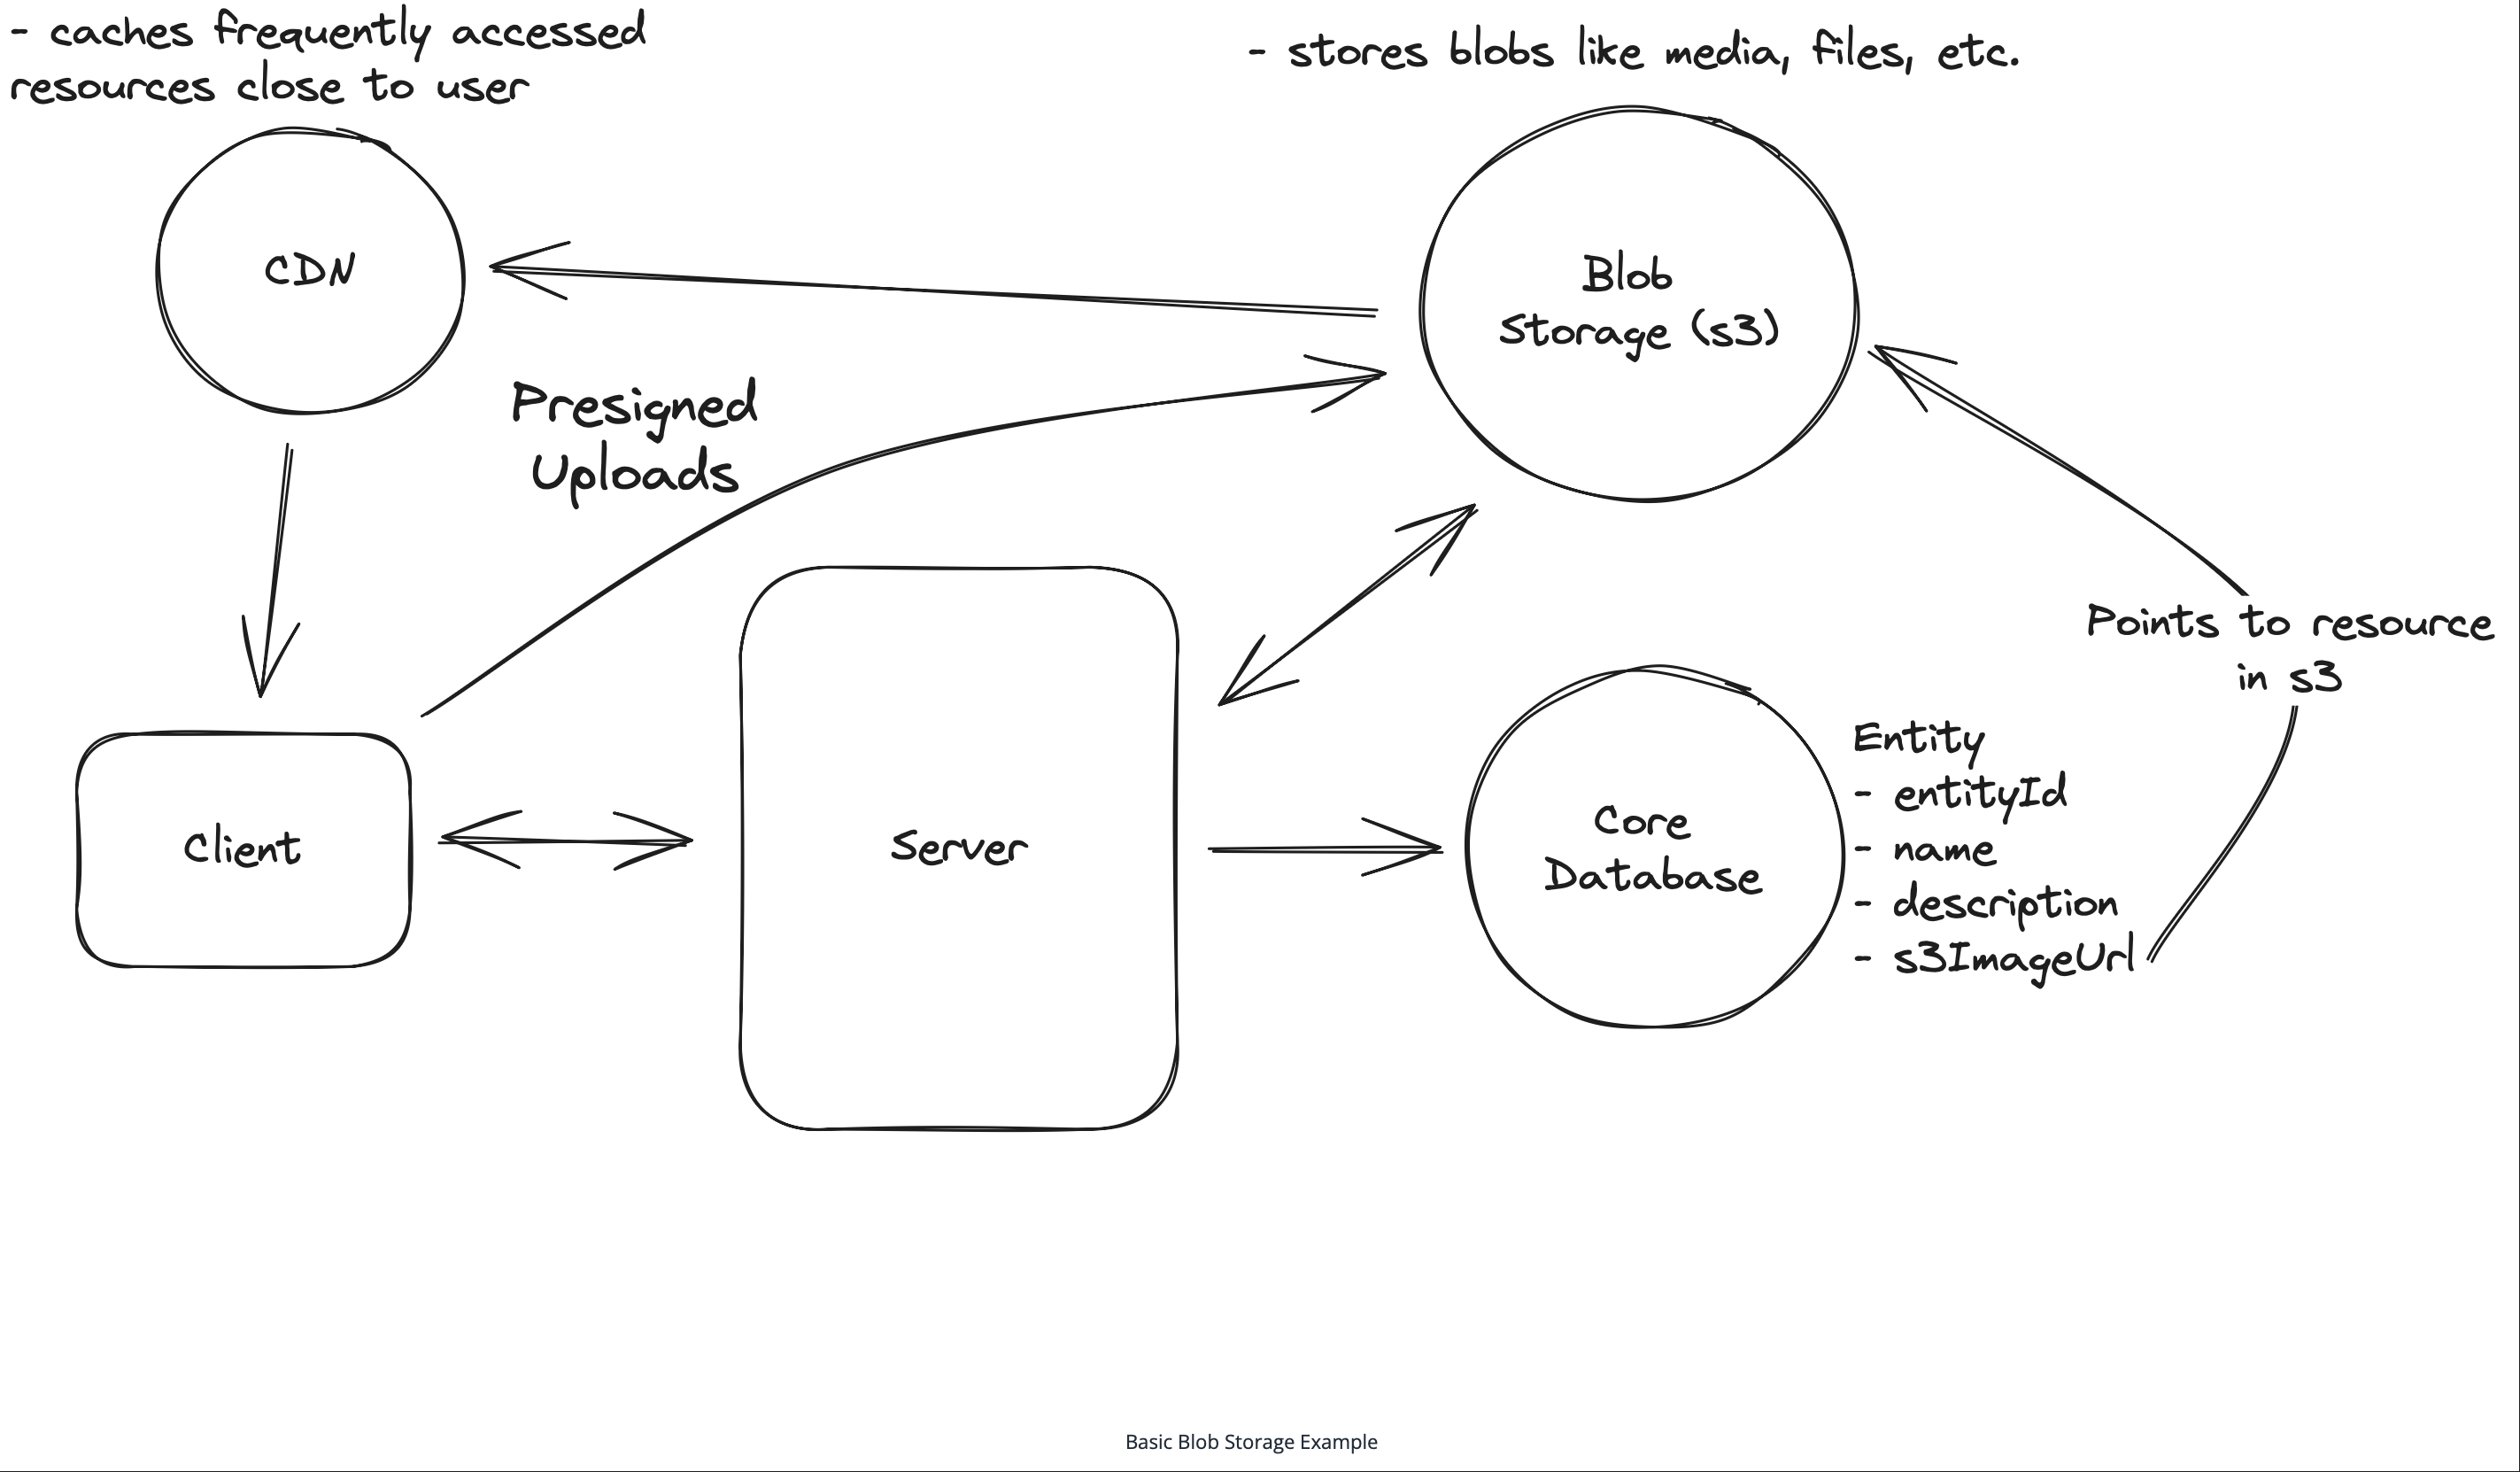 - caches frequently accessed
resources close to user
- stores blobs like media, files, etc.
CDN
Blob
Storage (s3)
Presigned
Uploads
Points to resource
in s3
Client
Server
Core
Database
Entity
- entityId
- name
- description
- s3ImageUrl
Basic Blob Storage Example